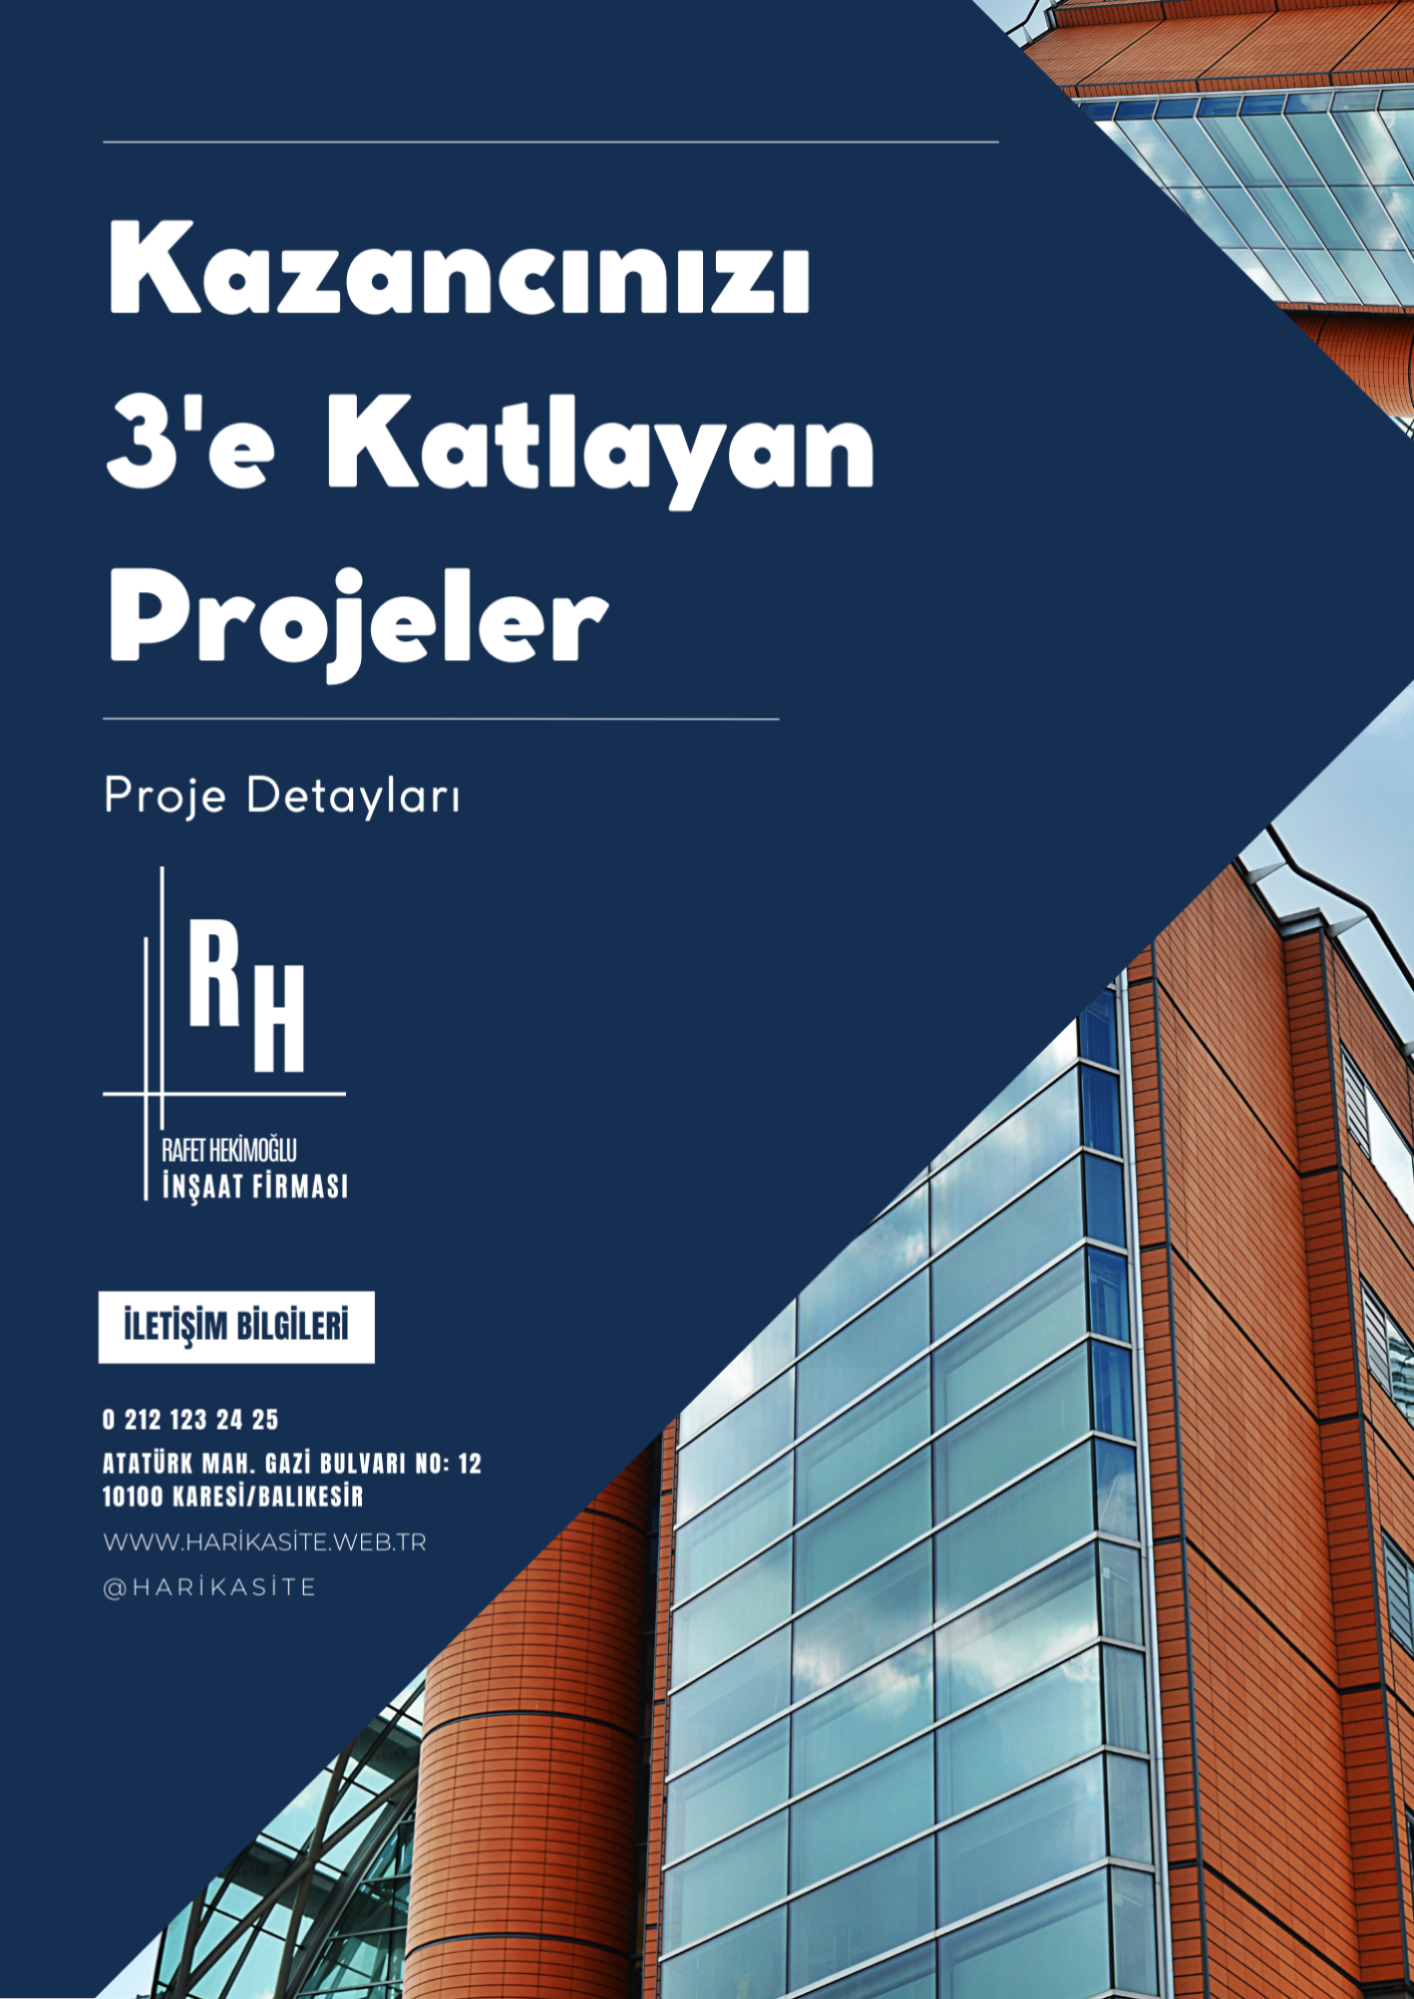 Kazancınızı
3'e Katlayan
Projeler
Proje Detayları
RH
RAFET HEKİMOĞLU
İNŞAAT FİRMASI
İLETİŞİM BİLGİLERİ
0 212 123 24 25
ATATÜRK MAH. GAZİ BULVARI NO: 12
10100 KARESİ/BALIKESİR
WWW.HARİKASİTE.WEB.TR
@HARİKASİTE